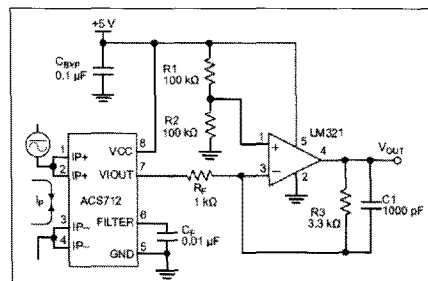 +5 V
CBYP
0.1 µF
R1
100 kΩ
R2
100 kΩ
LM321
1
+
5
4
VOUT
3
−
2
1
IP+
2
IP+
VCC
8
VIOUT
7
ACS712
IP
RF
1 kΩ
R3
3.3 kΩ
C1
1000 pF
3
IP−
4
IP−
FILTER
6
GND
5
CF
0.01 µF